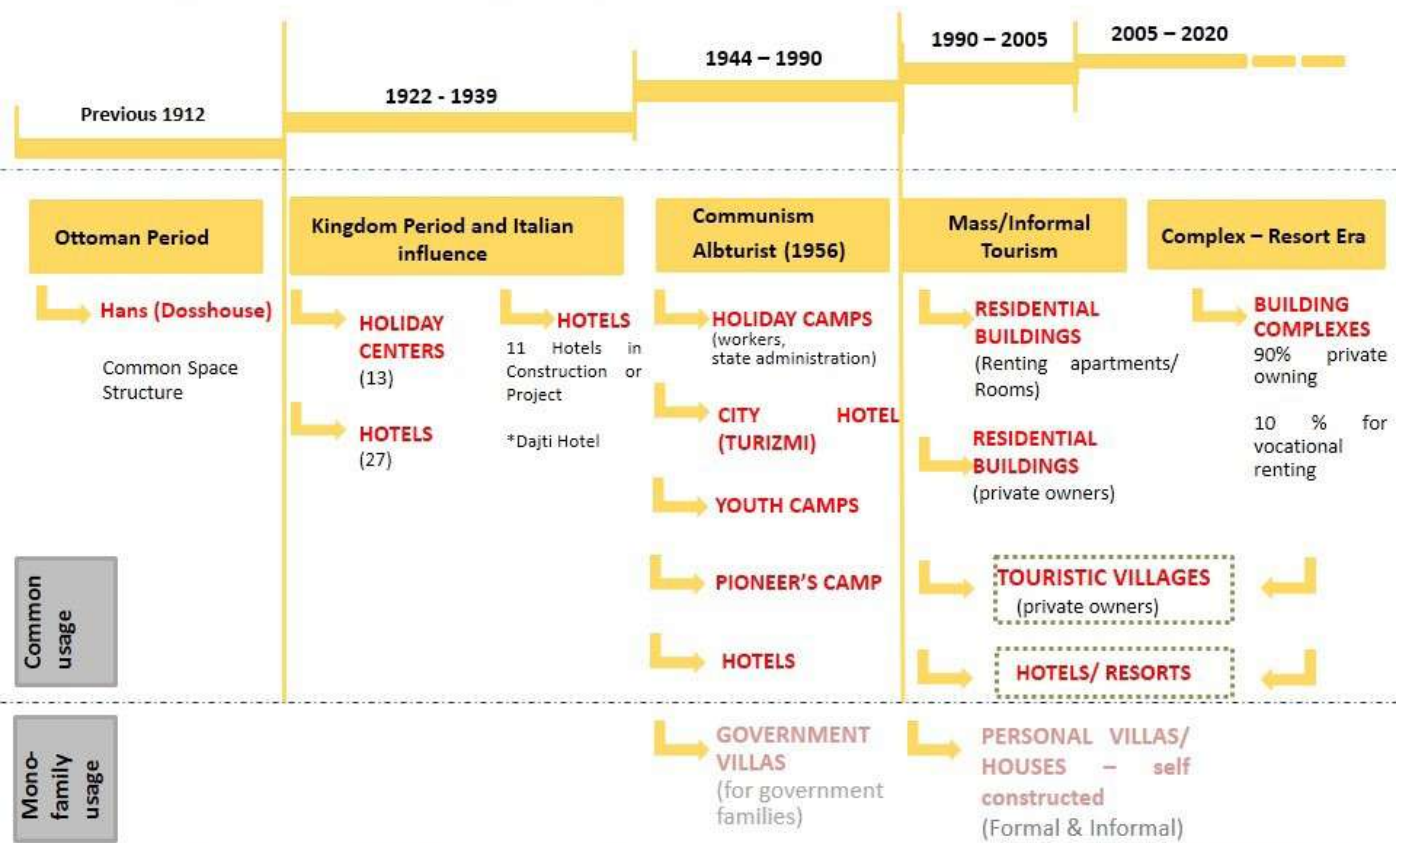 Previous 1912
1922 - 1939
1944 – 1990
1990 – 2005
2005 – 2020
Ottoman Period
Kingdom Period and Italian
influence
Communism
Albturist (1956)
Mass/Informal
Tourism
Complex – Resort Era
Hans (Dosshouse)
Common Space
Structure
HOLIDAY
CENTERS
(13)
HOTELS
(27)
HOTELS
11 Hotels in
Construction or
Project
*Dajti Hotel
HOLIDAY CAMPS
(workers,
state administration)
CITY HOTEL
(TURIZMI)
YOUTH CAMPS
PIONEER'S CAMP
HOTELS
RESIDENTIAL
BUILDINGS
(Renting apartments/
Rooms)
RESIDENTIAL
BUILDINGS
(private owners)
BUILDING
COMPLEXES
90% private
owning
10 % for
vocational
renting
TOURISTIC VILLAGES
(private owners)
HOTELS/ RESORTS
Common
usage
Mono-
family
usage
GOVERNMENT
VILLAS
(for government
families)
PERSONAL VILLAS/
HOUSES – self
constructed
(Formal & Informal)